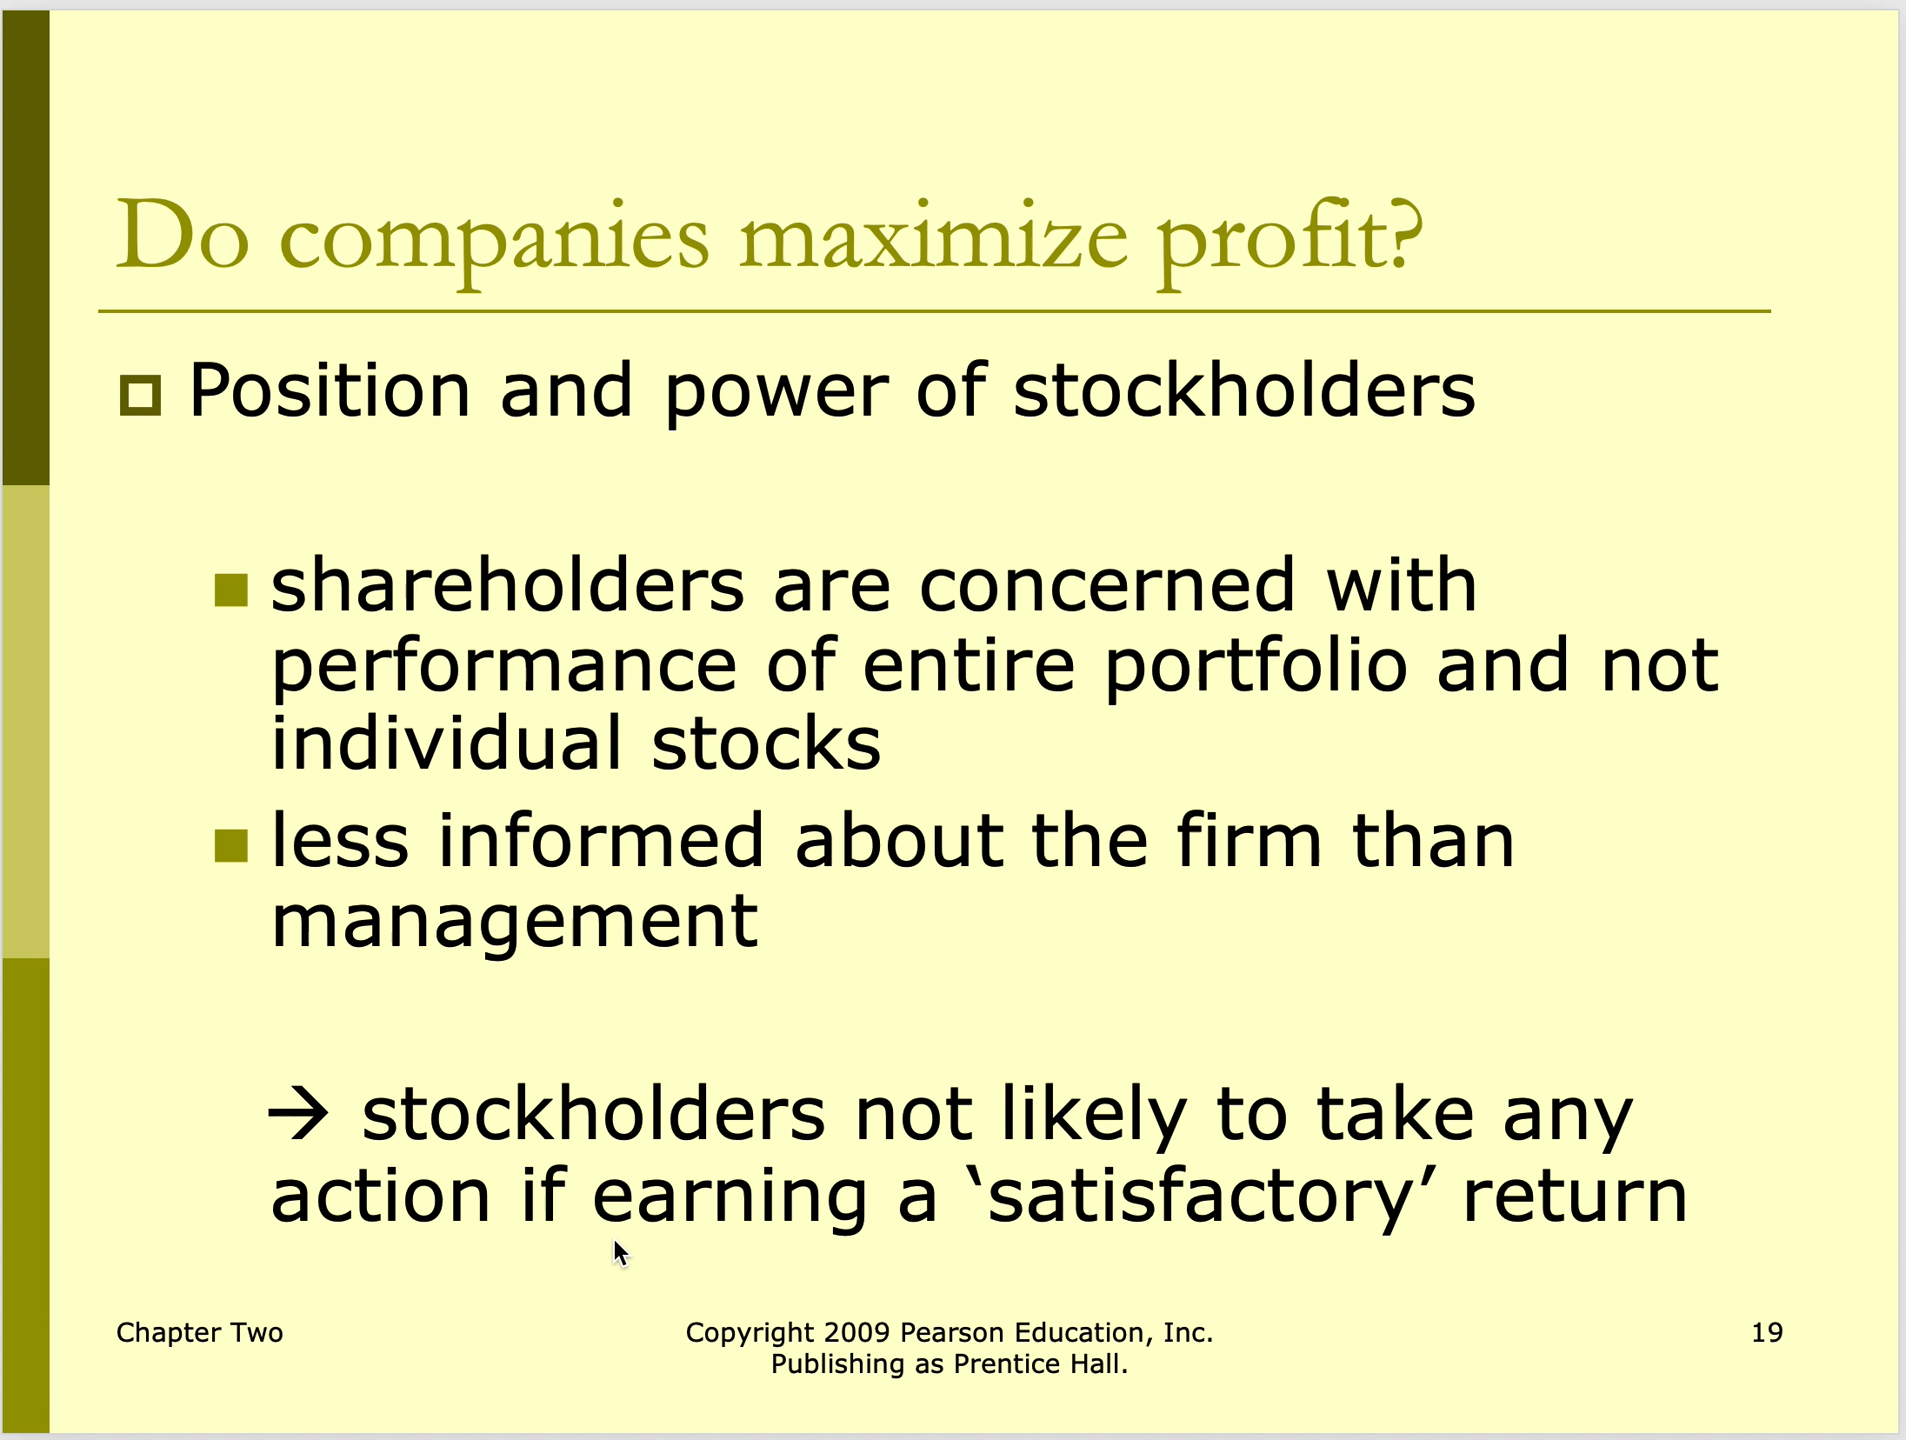 Do companies maximize profit?
Position and power of stockholders
shareholders are concerned with
performance of entire portfolio and not
individual stocks
less informed about the firm than
management
→ stockholders not likely to take any
action if earning a ‘satisfactory’ return
Chapter Two
Copyright 2009 Pearson Education, Inc.
Publishing as Prentice Hall.
19